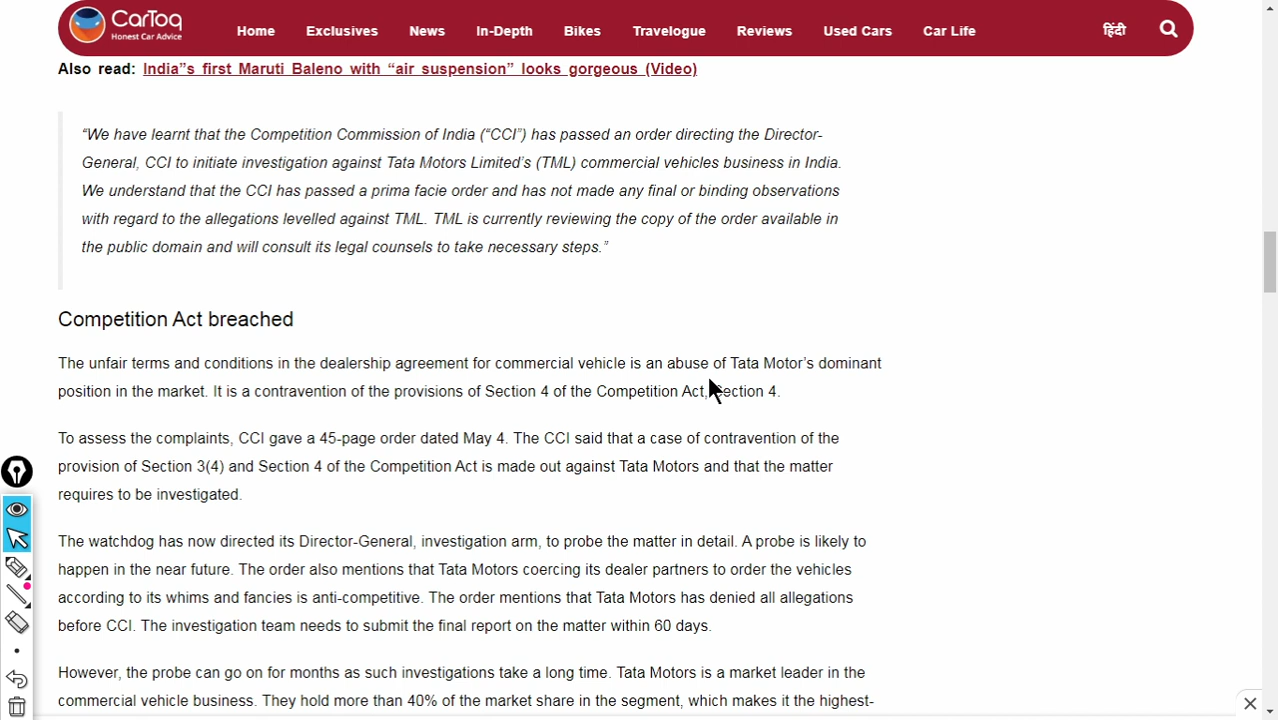 CarToq
Honest Car Advice
Home Exclusives News In-Depth Bikes Travelogue Reviews Used Cars Car Life हिंदी
Also read: India"s first Maruti Baleno with “air suspension” looks gorgeous (Video)
“We have learnt that the Competition Commission of India (“CCI”) has passed an order directing the Director-
General, CCI to initiate investigation against Tata Motors Limited’s (TML) commercial vehicles business in India.
We understand that the CCI has passed a prima facie order and has not made any final or binding observations
with regard to the allegations levelled against TML. TML is currently reviewing the copy of the order available in
the public domain and will consult its legal counsels to take necessary steps.”
Competition Act breached
The unfair terms and conditions in the dealership agreement for commercial vehicle is an abuse of Tata Motor’s dominant
position in the market. It is a contravention of the provisions of Section 4 of the Competition Act, Section 4.
To assess the complaints, CCI gave a 45-page order dated May 4. The CCI said that a case of contravention of the
provision of Section 3(4) and Section 4 of the Competition Act is made out against Tata Motors and that the matter
requires to be investigated.
The watchdog has now directed its Director-General, investigation arm, to probe the matter in detail. A probe is likely to
happen in the near future. The order also mentions that Tata Motors coercing its dealer partners to order the vehicles
according to its whims and fancies is anti-competitive. The order mentions that Tata Motors has denied all allegations
before CCI. The investigation team needs to submit the final report on the matter within 60 days.
However, the probe can go on for months as such investigations take a long time. Tata Motors is a market leader in the
commercial vehicle business. They hold more than 40% of the market share in the segment, which makes it the highest-